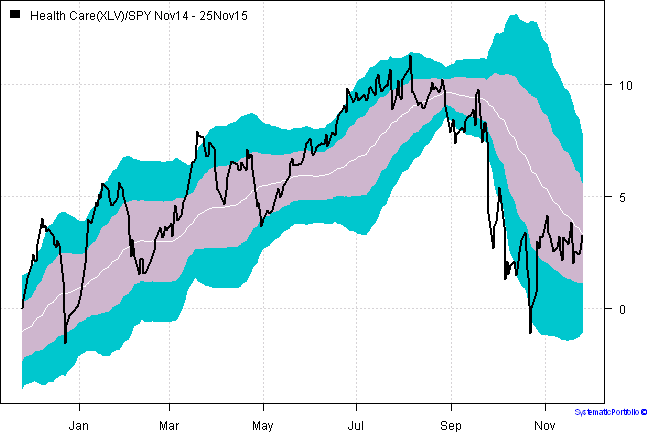 Health Care(XLV)/SPY Nov14 - 25Nov15
10
5
0
Jan Mar May Jul Sep Nov
SystematicPortfolio ©